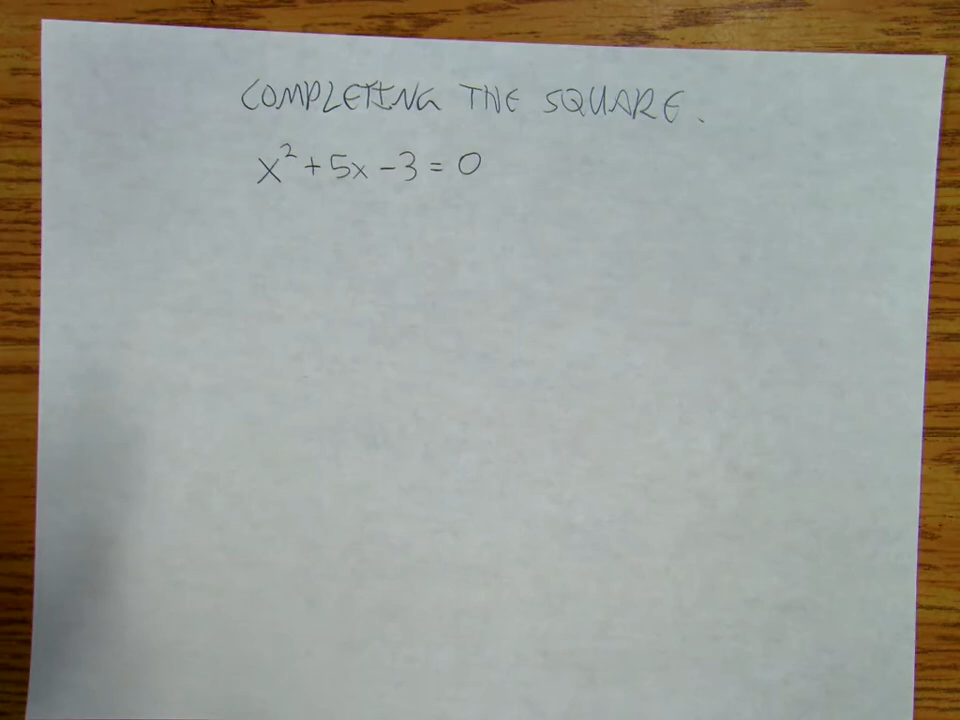 COMPLETING THE SQUARE.
x² + 5x - 3 = 0